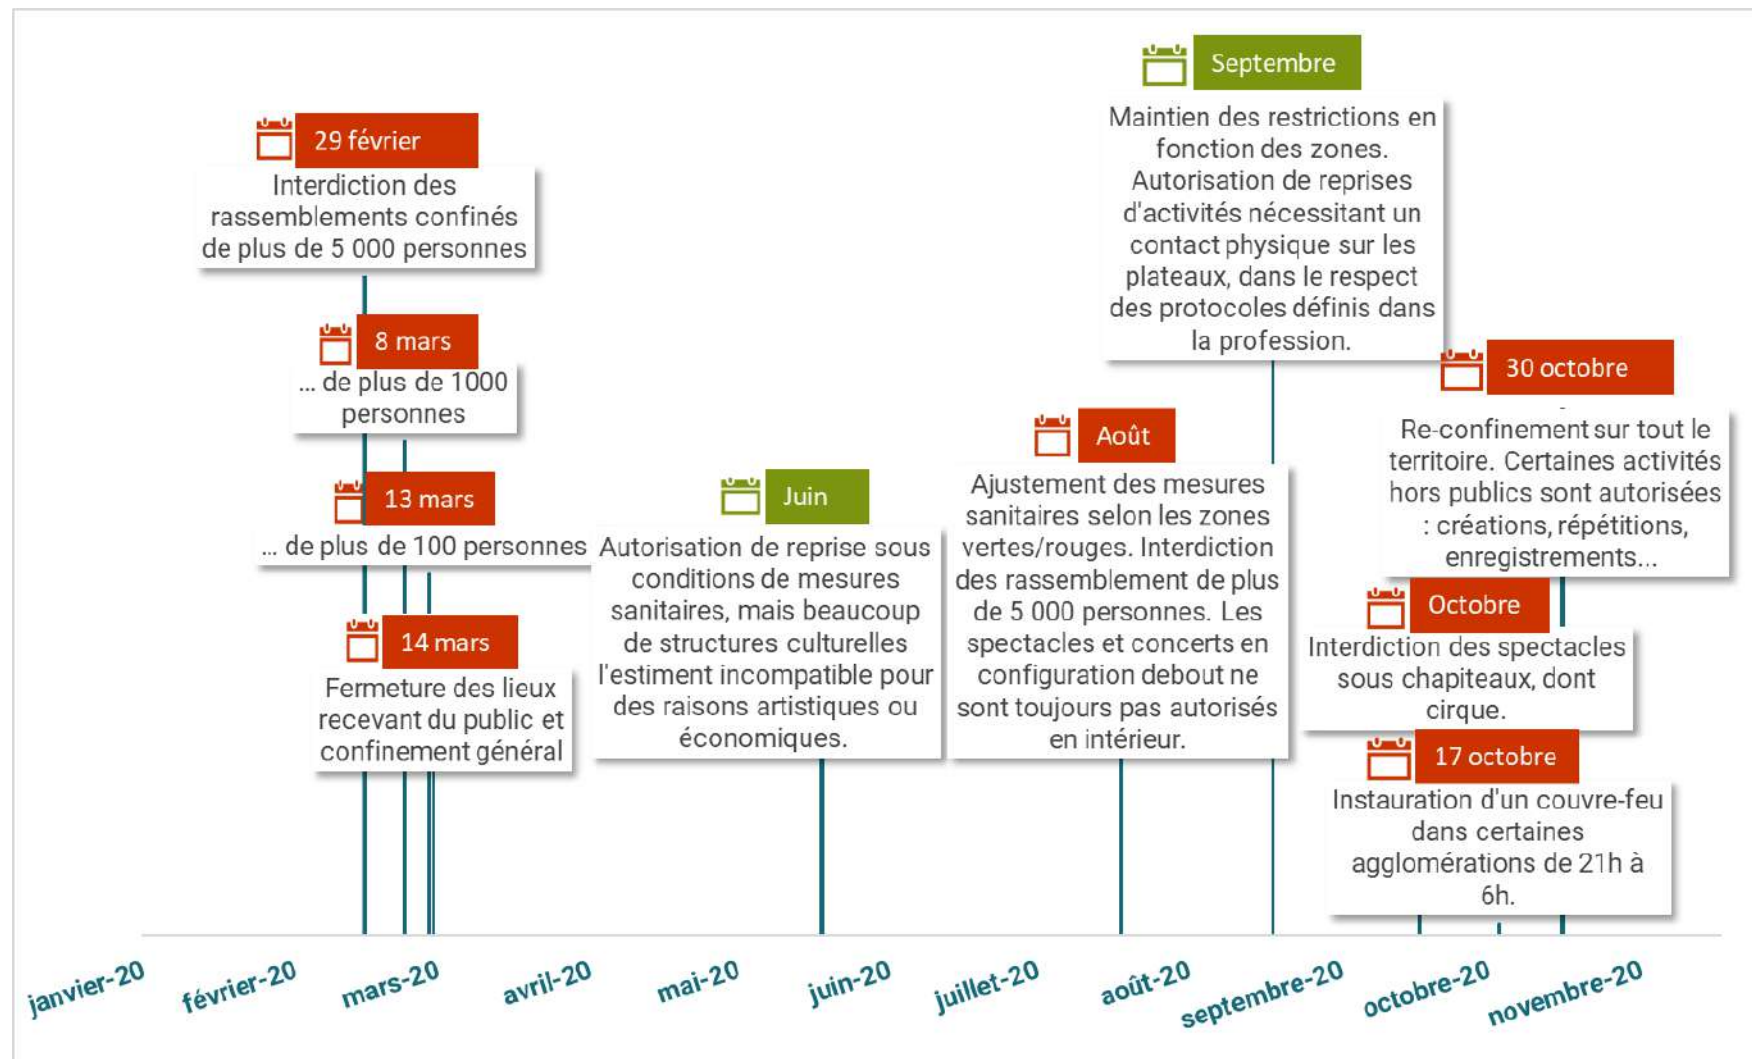 29 février
Interdiction des
rassemblements confinés
de plus de 5 000 personnes
8 mars
... de plus de 1000
personnes
13 mars
... de plus de 100 personnes
14 mars
Fermeture des lieux
recevant du public et
confinement général
Juin
Autorisation de reprise sous
conditions de mesures
sanitaires, mais beaucoup
de structures culturelles
l'estiment incompatible pour
des raisons artistiques ou
économiques.
Août
Ajustement des mesures
sanitaires selon les zones
vertes/rouges. Interdiction
des rassemblement de plus
de 5 000 personnes. Les
spectacles et concerts en
configuration debout ne
sont toujours pas autorisés
en intérieur.
Septembre
Maintien des restrictions en
fonction des zones.
Autorisation de reprises
d'activités nécessitant un
contact physique sur les
plateaux, dans le respect
des protocoles définis dans
la profession.
30 octobre
Re-confinement sur tout le
territoire. Certaines activités
hors publics sont autorisées
: créations, répétitions,
enregistrements...
Octobre
Interdiction des spectacles
sous chapiteaux, dont
cirque.
17 octobre
Instauration d'un couvre-feu
dans certaines
agglomérations de 21h à
6h.
janvier-20
février-20
mars-20
avril-20
mai-20
juin-20
juillet-20
août-20
septembre-20
octobre-20
novembre-20